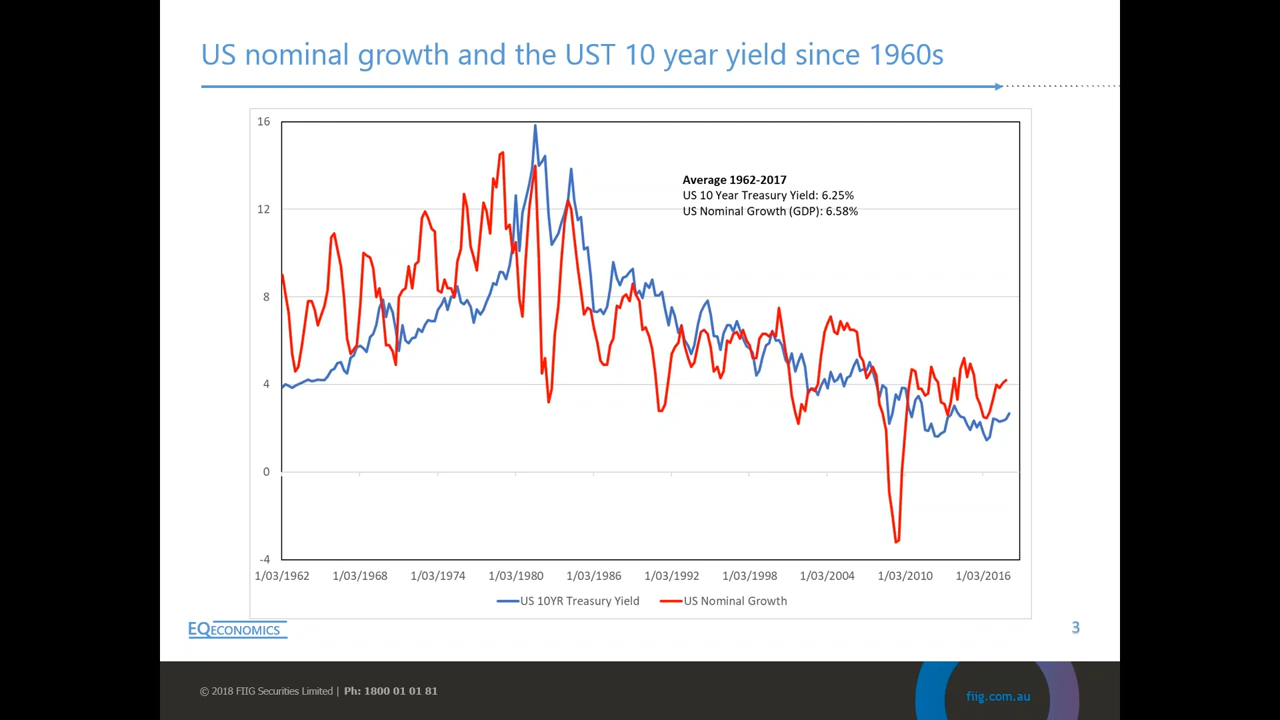 US nominal growth and the UST 10 year yield since 1960s
16
12
8
4
0
-4
Average 1962-2017
US 10 Year Treasury Yield: 6.25%
US Nominal Growth (GDP): 6.58%
1/03/1962 1/03/1968 1/03/1974 1/03/1980 1/03/1986 1/03/1992 1/03/1998 1/03/2004 1/03/2010 1/03/2016
US 10YR Treasury Yield US Nominal Growth
EQECONOMICS
3
© 2018 FIIG Securities Limited | Ph: 1800 01 01 81
fiig.com.au